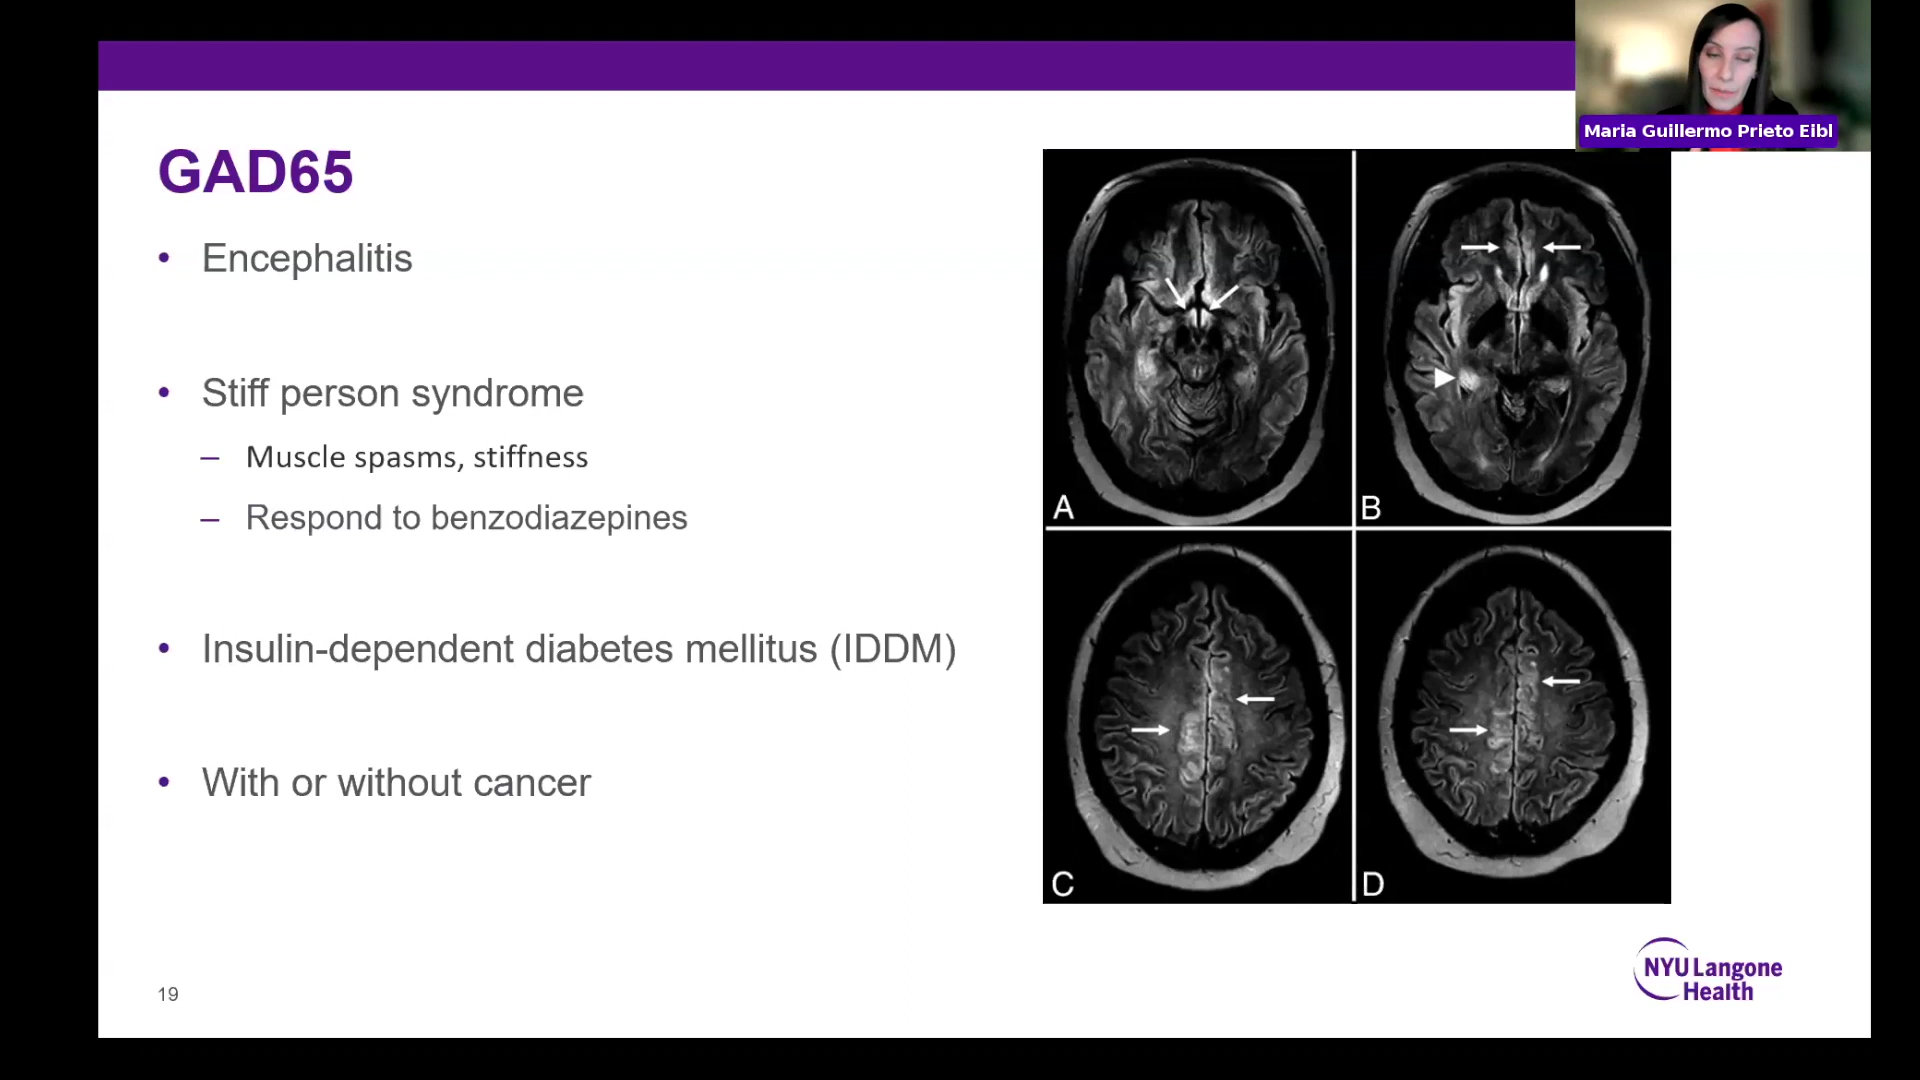 Maria Guillermo Prieto Eibl
GAD65
• Encephalitis
• Stiff person syndrome
– Muscle spasms, stiffness
– Respond to benzodiazepines
• Insulin-dependent diabetes mellitus (IDDM)
• With or without cancer
A
B
C
D
19
NYU Langone
Health